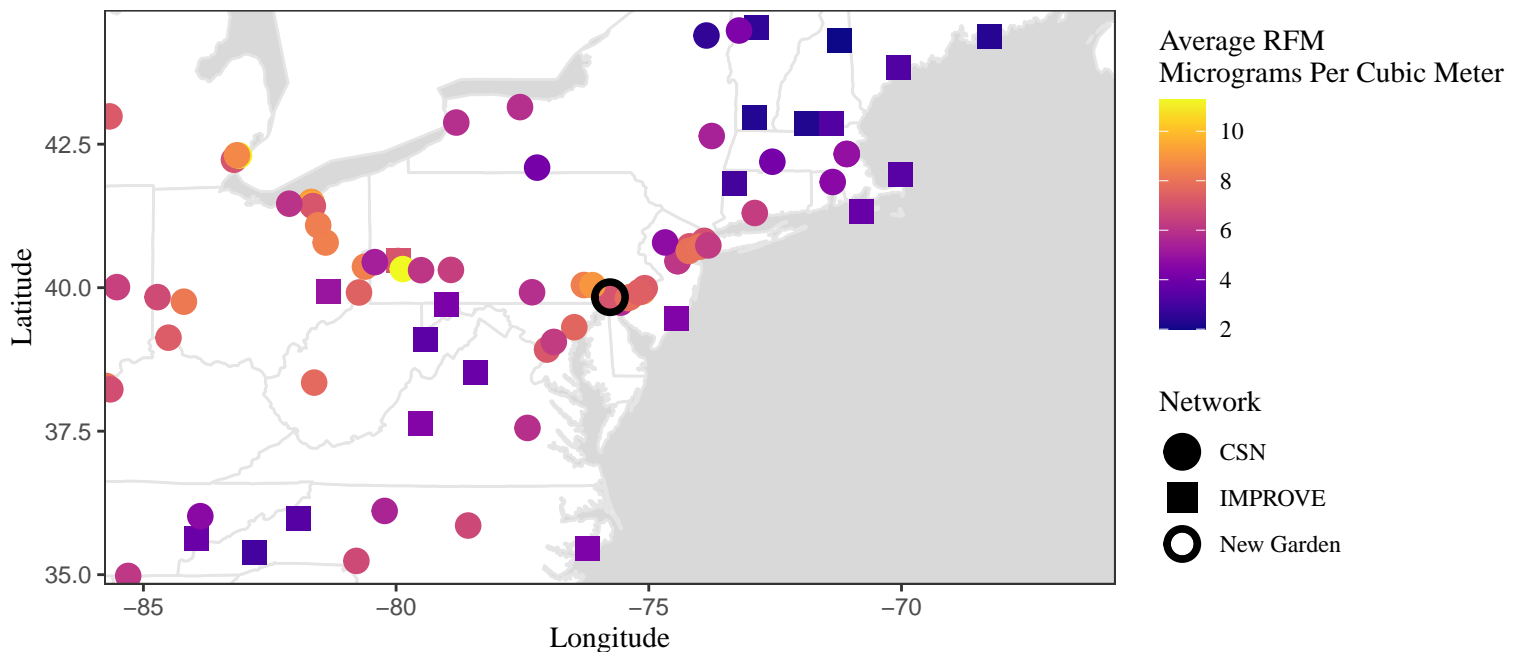 42.5
40.0
37.5
35.0
Latitude
−85
−80
−75
−70
Longitude
Average RFM
Micrograms Per Cubic Meter
10
8
6
4
2
Network
CSN
IMPROVE
New Garden